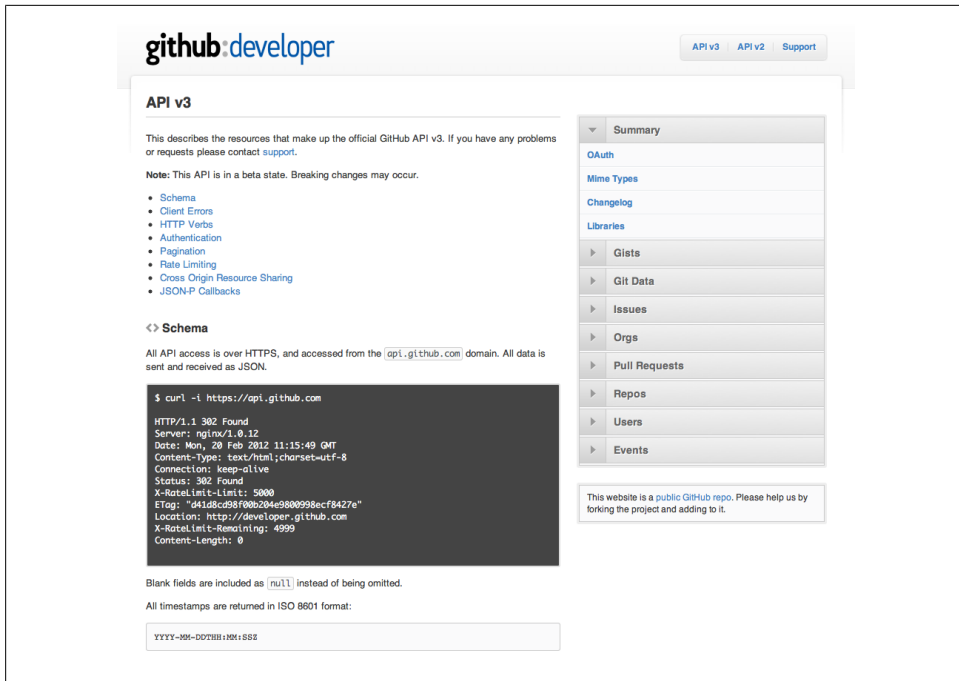 github:developer
API v3
API v2
Support
API v3
This describes the resources that make up the official GitHub API v3. If you have any problems
or requests please contact support.
Note: This API is in a beta state. Breaking changes may occur.
Schema
Client Errors
HTTP Verbs
Authentication
Pagination
Rate Limiting
Cross Origin Resource Sharing
JSON-P Callbacks
<> Schema
All API access is over HTTPS, and accessed from the api.github.com domain. All data is
sent and received as JSON.
$ curl -i https://api.github.com
HTTP/1.1 302 Found
Server: nginx/1.0.12
Date: Mon, 20 Feb 2012 11:15:49 GMT
Content-Type: text/html;charset=utf-8
Connection: keep-alive
Status: 302 Found
X-RateLimit-Limit: 5000
ETag: "d41d8cd98f00b204e9800998ecf8427e"
Location: http://developer.github.com
X-RateLimit-Remaining: 4999
Content-Length: 0
Blank fields are included as null instead of being omitted.
All timestamps are returned in ISO 8601 format:
YYYY-MM-DDTHH:MM:SSZ
Summary
OAuth
Mime Types
Changelog
Libraries
Gists
Git Data
Issues
Orgs
Pull Requests
Repos
Users
Events
This website is a public GitHub repo. Please help us by
forking the project and adding to it.